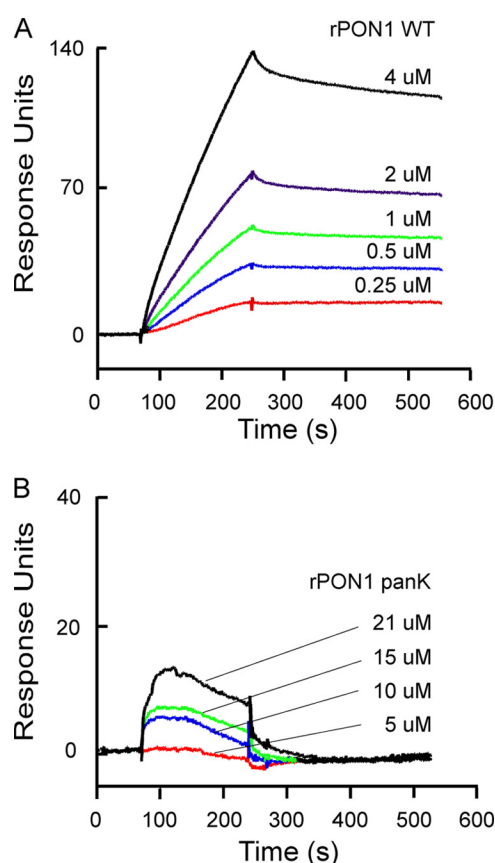 A
rPON1 WT
140
70
0
Response Units
4 uM
2 uM
1 uM
0.5 uM
0.25 uM
0 100 200 300 400 500 600
Time (s)
B
40
20
0
Response Units
rPON1 panK
21 uM
15 uM
10 uM
5 uM
0 100 200 300 400 500 600
Time (s)